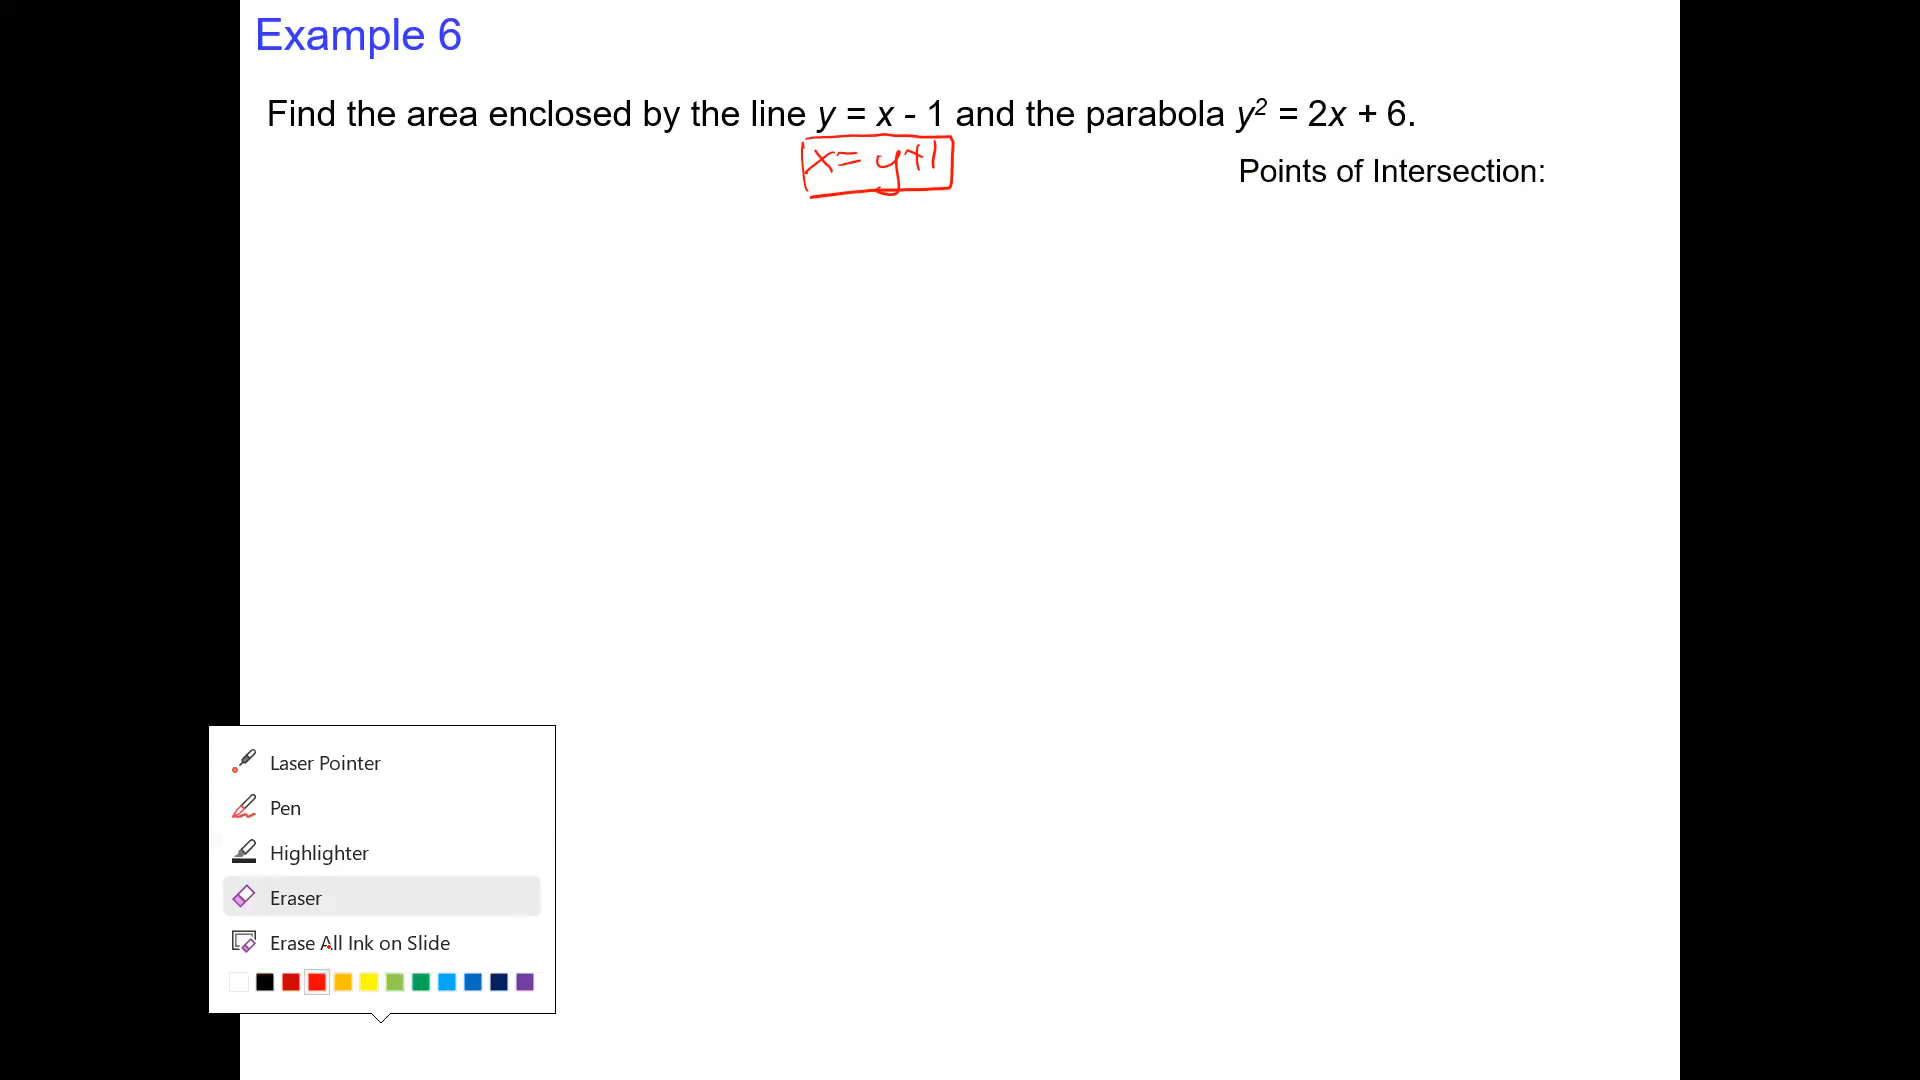 Example 6
Find the area enclosed by the line y = x - 1 and the parabola y² = 2x + 6.
x = y+1
Points of Intersection:
Laser Pointer
Pen
Highlighter
Eraser
Erase All Ink on Slide